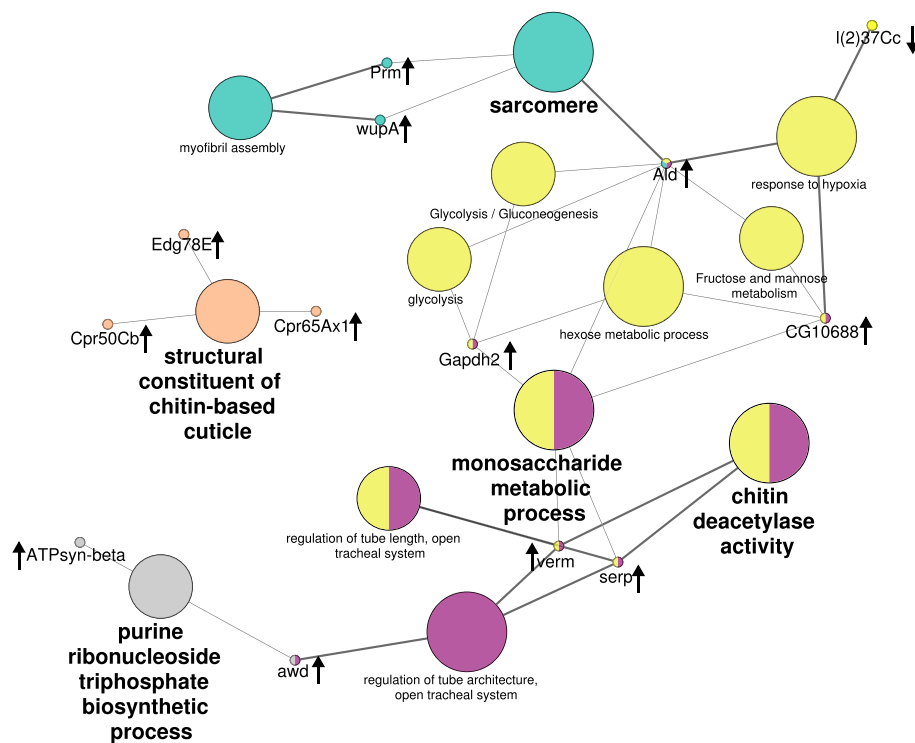 l(2)37Cc
Prm
sarcomere
wupA
myofibril assembly
Ald
response to hypoxia
Glycolysis / Gluconeogenesis
Edg78E
Fructose and mannose
metabolism
glycolysis
Cpr50Cb
Cpr65Ax1
hexose metabolic process
CG10688
structural
constituent of
chitin-based
cuticle
Gapdh2
monosaccharide
metabolic
process
chitin
deacetylase
activity
regulation of tube length, open
tracheal system
ATPsyn-beta
verm
serp
purine
ribonucleoside
triphosphate
biosynthetic
process
awd
regulation of tube architecture,
open tracheal system